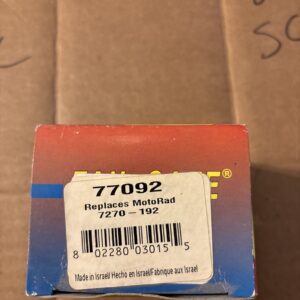 77092
Replaces MotoRad
7270-192
8 02280 03015 5
Made in Israel/ Hecho en Israel/Fabrique aux Israel